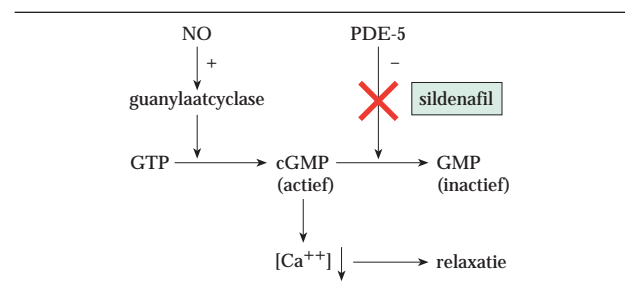 NO PDE-5
+ –
guanylaatcyclase sildenafil
GTP cGMP GMP
(actief) (inactief)
[Ca++] relaxatie